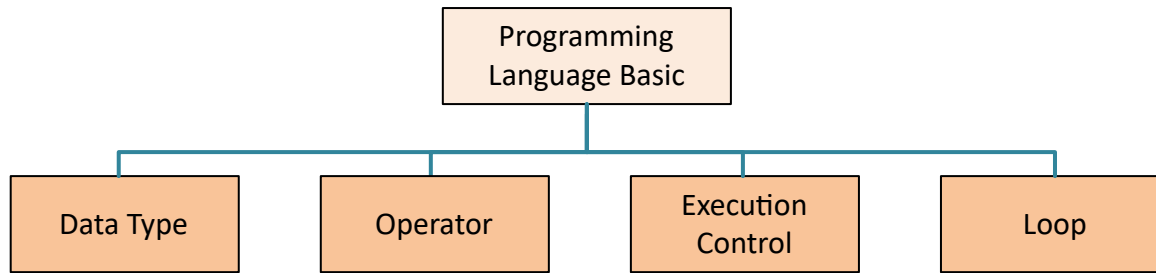 Programming
Language Basic
Data Type
Operator
Execution
Control
Loop